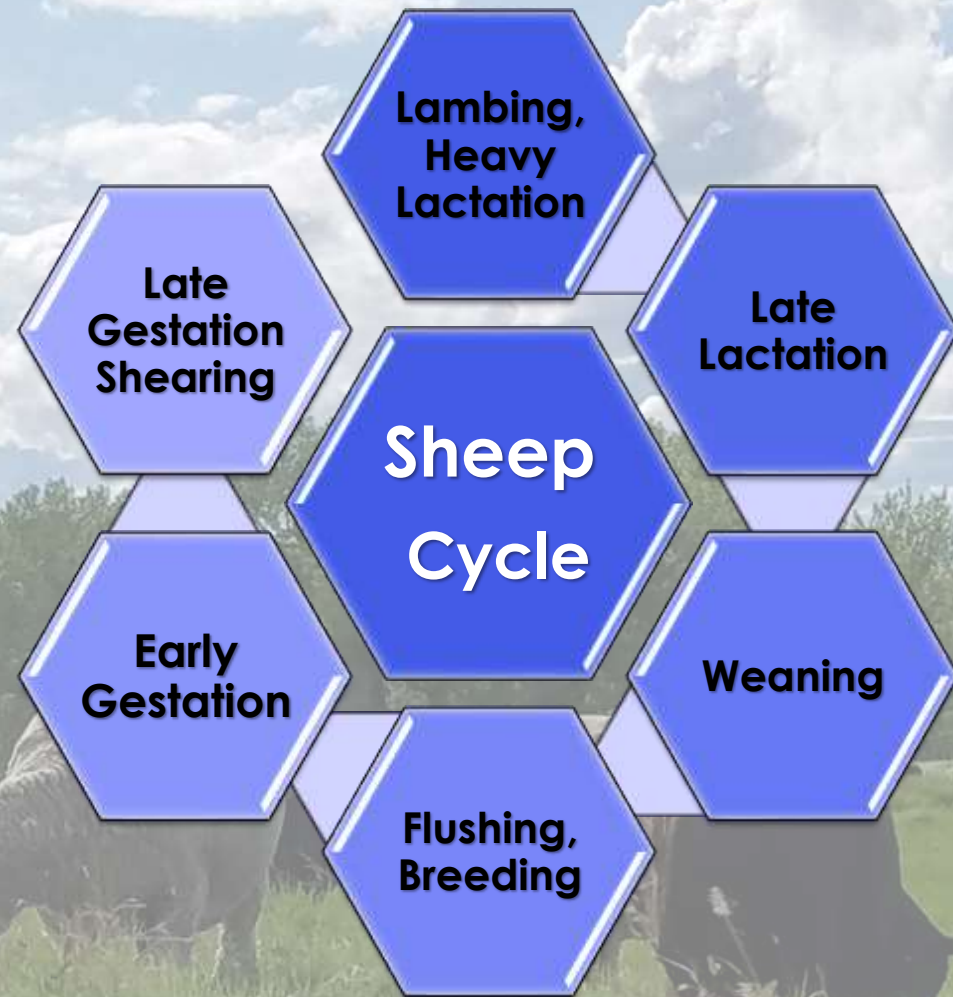 Lambing,
Heavy
Lactation
Late
Lactation
Weaning
Flushing,
Breeding
Early
Gestation
Late
Gestation
Shearing
Sheep
Cycle